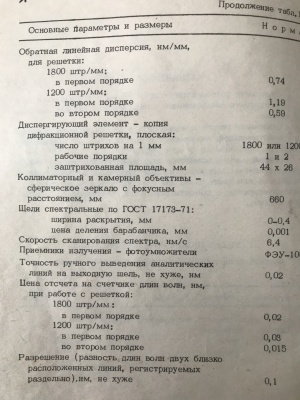 Продолжение табл.
Основные параметры и размеры Норм
Обратная линейная дисперсия, нм/мм,
для решетки:
1800 штр/мм;
в первом порядке 0,74
1200 штр/мм;
в первом порядке 1,19
во втором порядке 0,59
Диспергирующий элемент – копия
дифракционной решетки, плоская:
число штрихов на 1 мм 1800 или 1200
рабочие порядки 1 и 2
заштрихованная площадь, мм 44 x 26
Коллиматорный и камерный объективы –
сферическое зеркало с фокусным
расстоянием, мм 660
Щели спектральные по ГОСТ 17173-71:
ширина раскрытия, мм 0-0,4
цена деления барабанчика, мм 0,001
Скорость сканирования спектра, нм/с 6,4
Приемники излучения – фотоумножители ФЭУ-10
Точность ручного выведения аналитических
линий на выходную щель, не хуже, нм 0,02
Цена отсчета на счетчике длин волн, нм,
при работе с решеткой:
1800 штр/мм:
в первом порядке 0,02
1200 штр/мм;
в первом порядке 0,03
во втором порядке 0,015
Разрешение (разность длин волн двух близко
расположенных линий, регистрируемых
раздельно),нм, не хуже 0,1